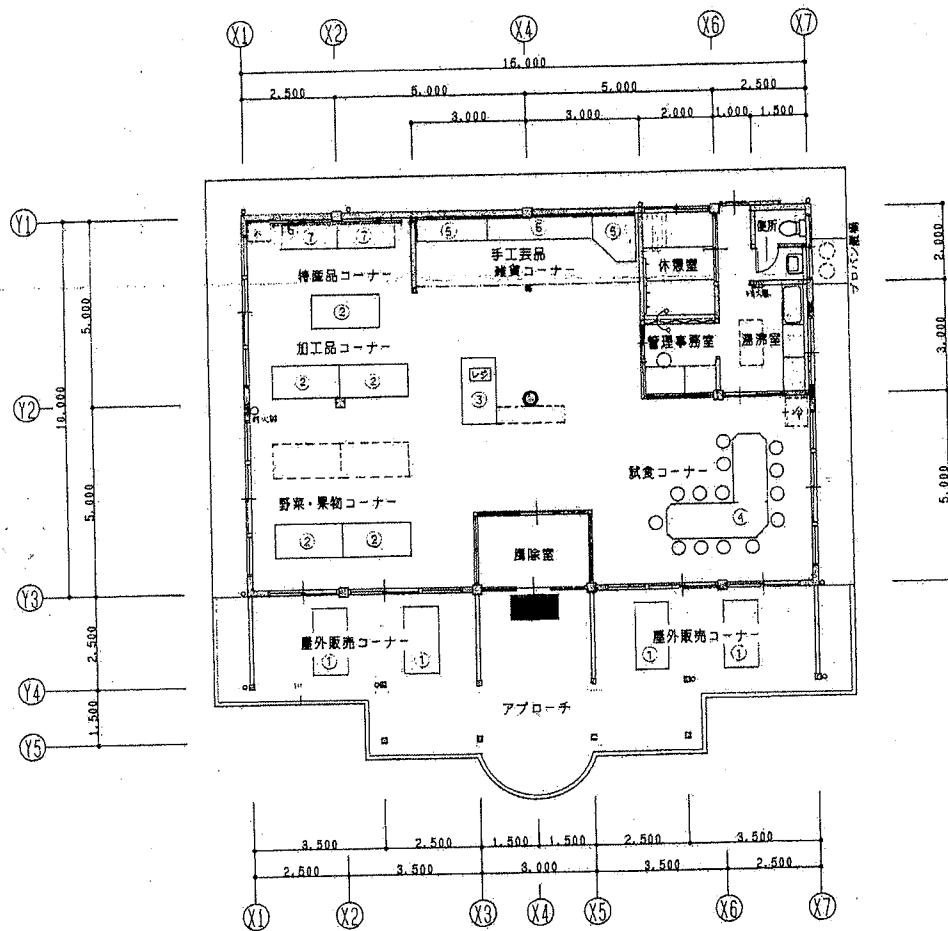 X1 X2 X4 X6 X7
15,000
2,500 5,000 5,000 2,500
3,000 3,000 2,000 1,000 1,500
Y1
Y2
Y3
Y4
Y5
10,000
5,000
5,000
2,500
1,500
2,000
3,000
5,000
⑦ ⑦ ⑤ ⑥ ⑤
便所
プロパン置場
手工芸品
雑貨コーナー
特産品コーナー
休憩室
②
加工品コーナー
管理事務室
湯沸室
② ②
レジ
③
消火器
冷
試食コーナー
野菜・果物コーナー
④
② ②
風除室
屋外販売コーナー
屋外販売コーナー
① ① ① ①
アプローチ
3,500 2,500 1,500 1,500 2,500 3,500
2,500 3,500 3,000 3,500 2,500
X1 X2 X3 X4 X5 X6 X7